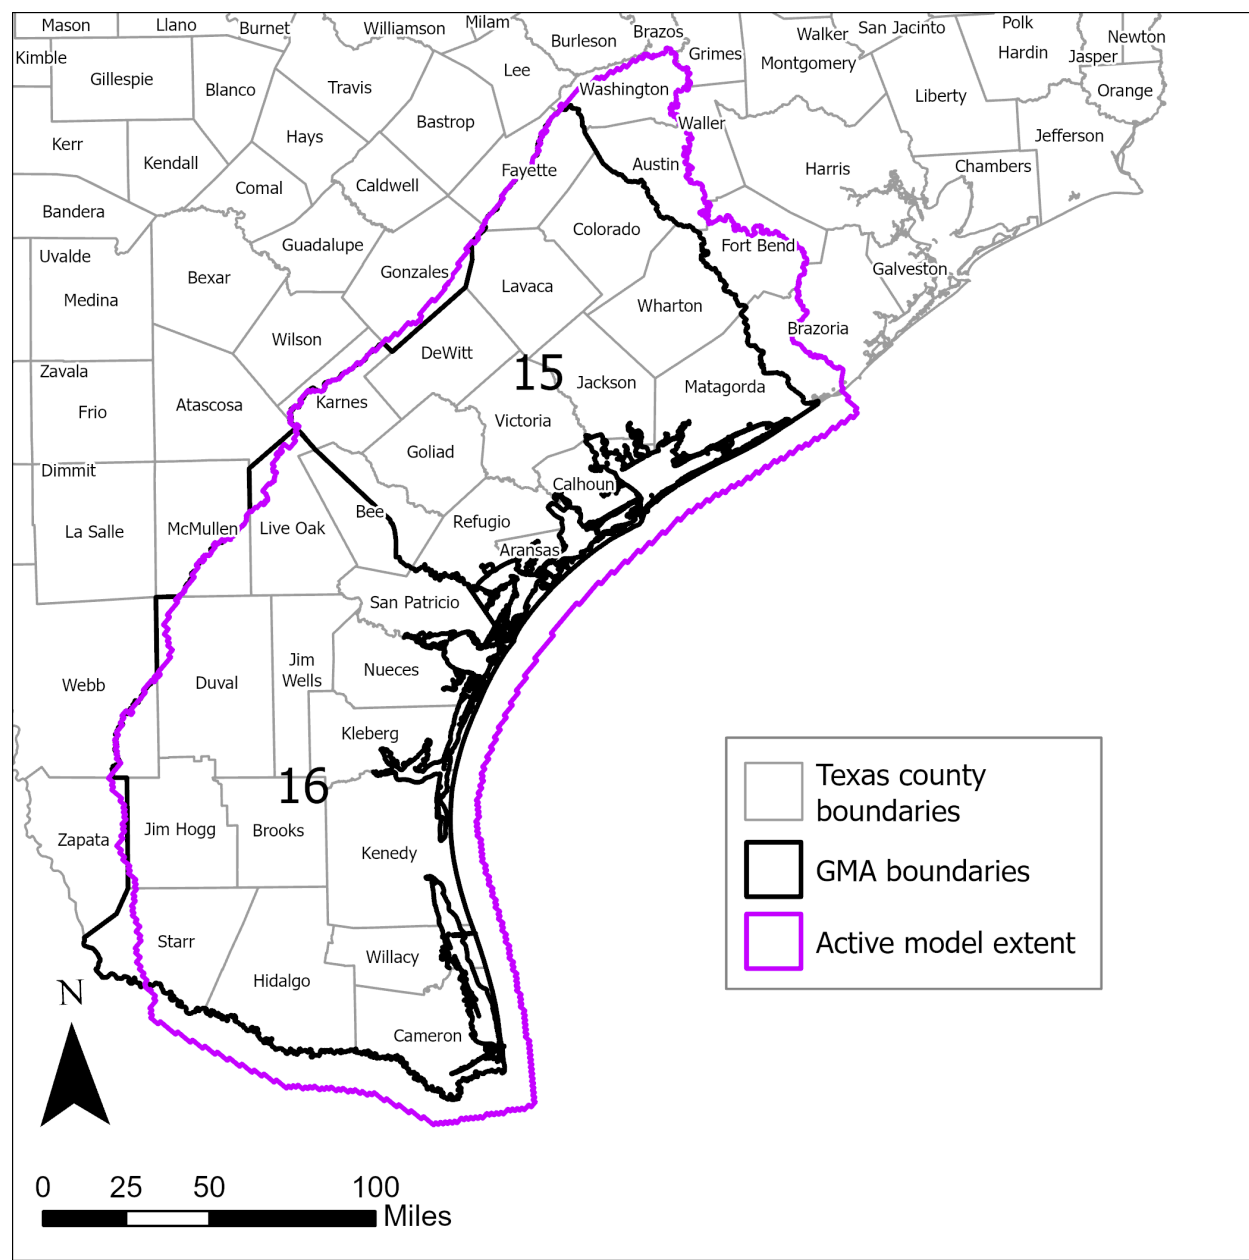 Mason
Llano
Burnet
Williamson
Milam
Burleson
Brazos
Grimes
Walker
San Jacinto
Polk
Hardin
Newton
Jasper
Kimble
Gillespie
Blanco
Travis
Lee
Washington
Montgomery
Liberty
Orange
Kerr
Kendall
Hays
Bastrop
Waller
Jefferson
Comal
Caldwell
Fayette
Austin
Harris
Chambers
Bandera
Uvalde
Medina
Bexar
Guadalupe
Gonzales
Lavaca
Colorado
Fort Bend
Galveston
Wilson
Wharton
Brazoria
DeWitt
15
Jackson
Matagorda
Zavala
Frio
Atascosa
Karnes
Victoria
Dimmit
Goliad
Calhoun
La Salle
McMullen
Live Oak
Bee
Refugio
Aransas
San Patricio
Webb
Duval
Jim
Wells
Nueces
Kleberg
16
Zapata
Jim Hogg
Brooks
Kenedy
Starr
Hidalgo
Willacy
Cameron
Texas county
boundaries
GMA boundaries
Active model extent
N
0 25 50 100
Miles